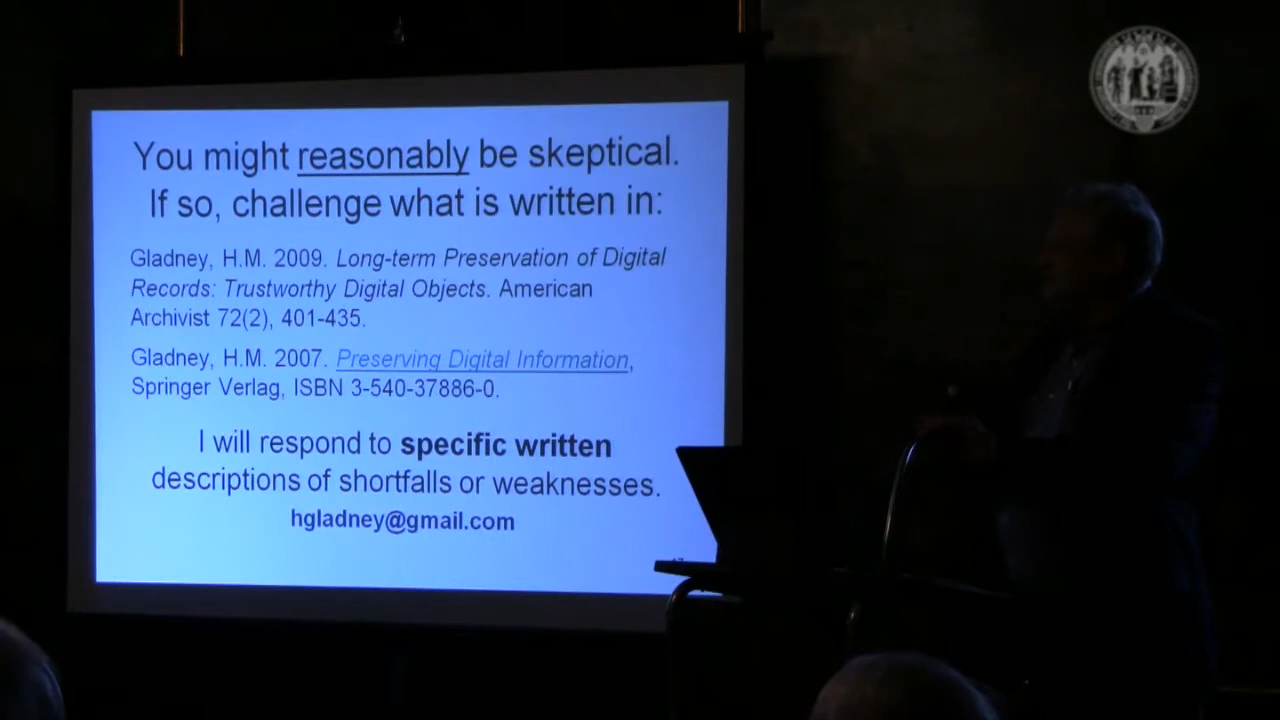 You might reasonably be skeptical.
If so, challenge what is written in:
Gladney, H.M. 2009. Long-term Preservation of Digital
Records: Trustworthy Digital Objects. American
Archivist 72(2), 401-435.
Gladney, H.M. 2007. Preserving Digital Information,
Springer Verlag, ISBN 3-540-37886-0.
I will respond to specific written
descriptions of shortfalls or weaknesses.
hgladney@gmail.com